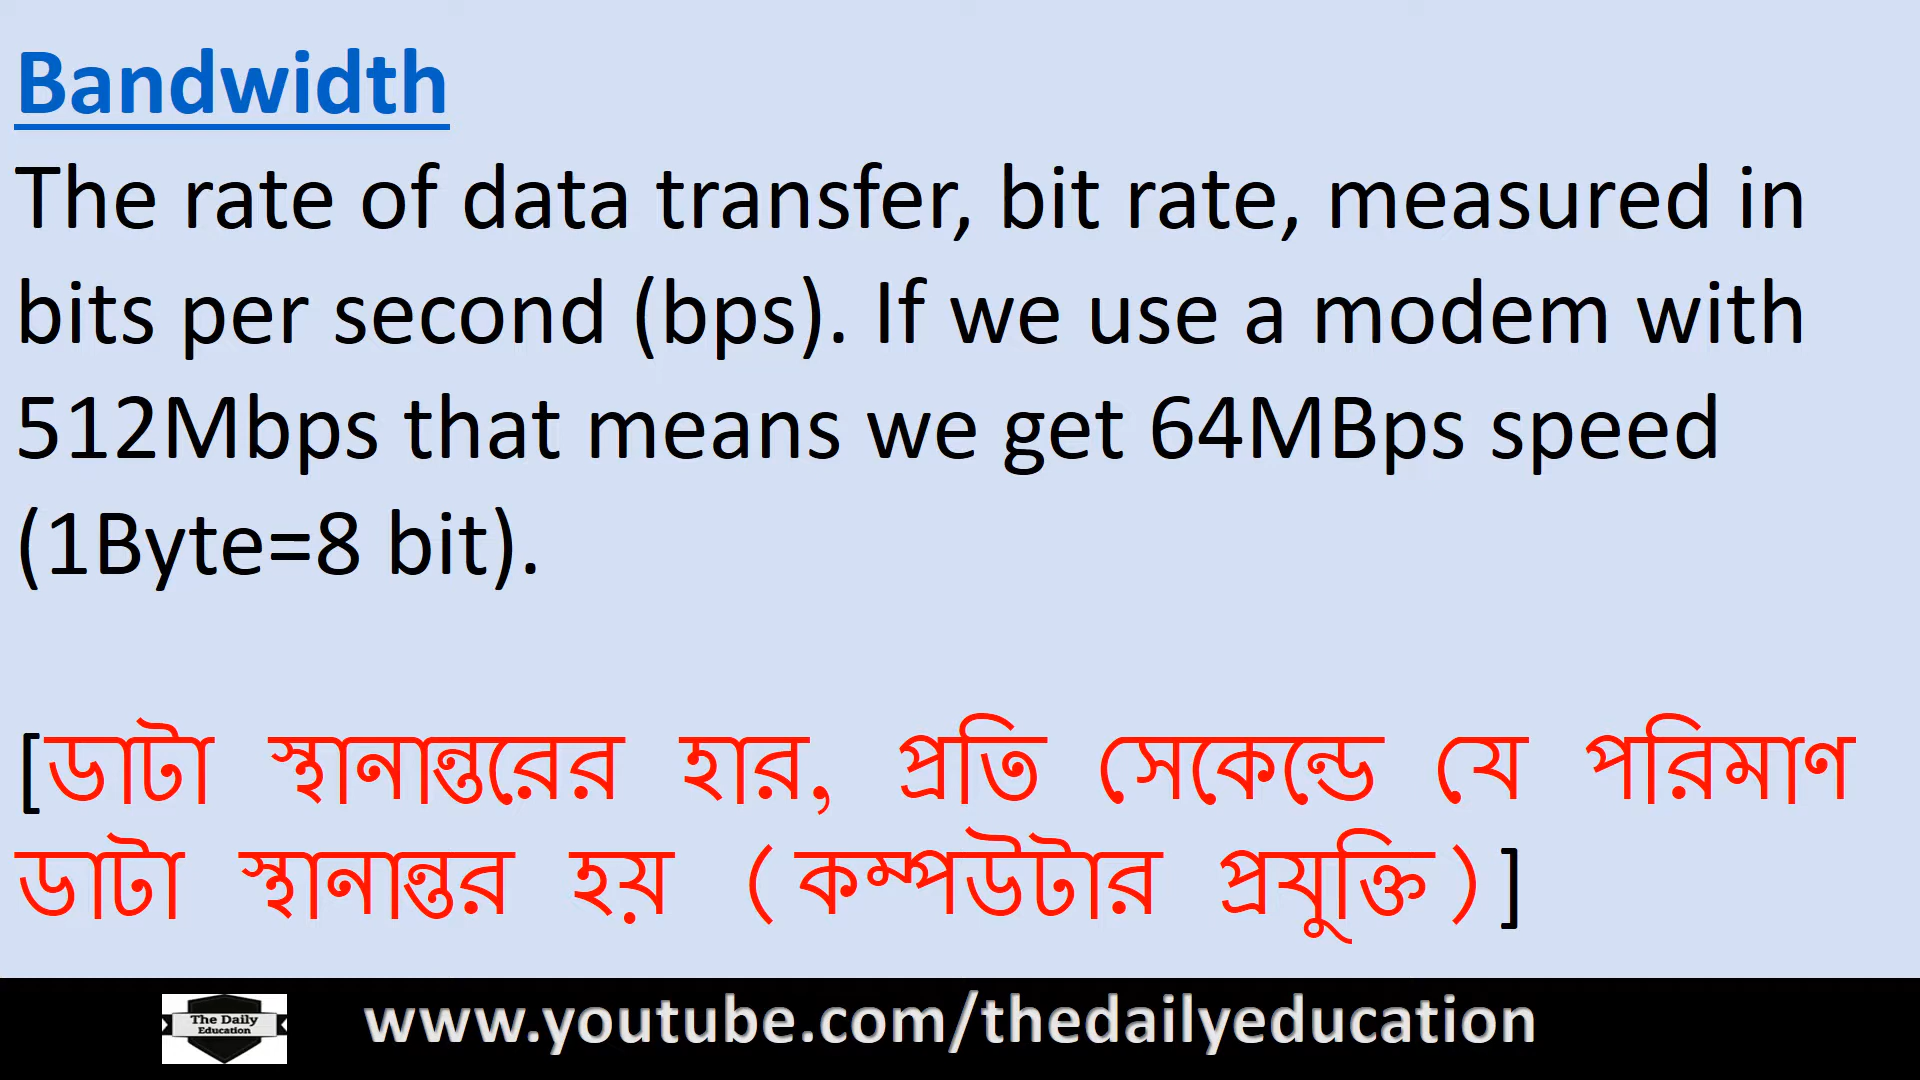 Bandwidth
The rate of data transfer, bit rate, measured in
bits per second (bps). If we use a modem with
512Mbps that means we get 64MBps speed
(1Byte=8 bit).
[ডাটা স্থানান্তরের হার, প্রতি সেকেন্ডে যে পরিমাণ
ডাটা স্থানান্তর হয় (কম্পউটার প্রযুক্তি)]
The Daily
Education
www.youtube.com/thedailyeducation